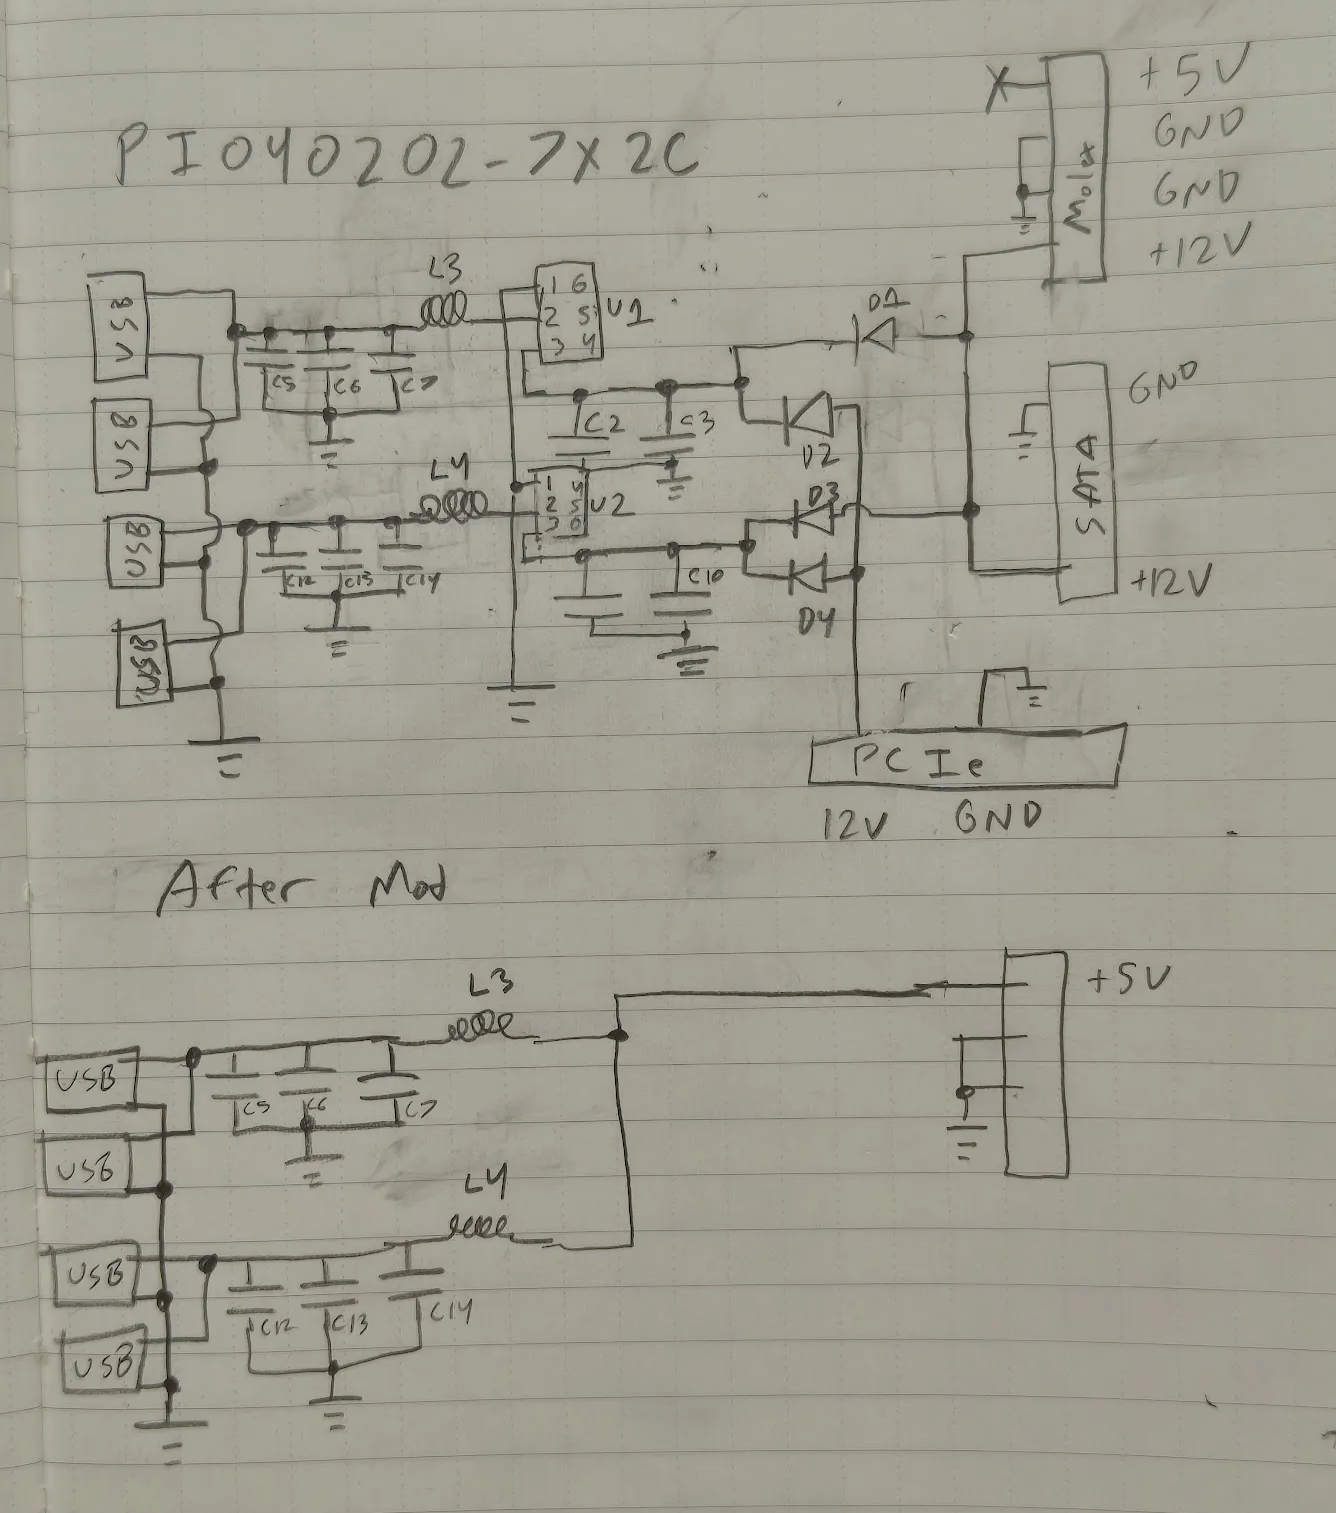 PI040202-7X2C
+5V
GND
GND
+12V
Molex
L3
USB
1 6
2 5
3 4
U1
D1
C5
C6
C7
GND
USB
C2
C3
D2
SATA
L4
1 4
2 5
3 6
U2
D3
USB
C12
C13
C14
C10
D4
+12V
USB
PCIe
12V
GND
After Mod
L3
+5V
USB
C5
C6
C7
USB
L4
USB
C12
C13
C14
USB